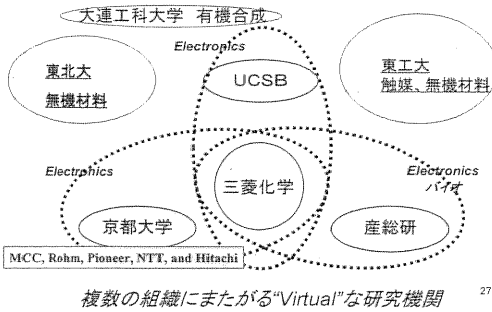 大連工科大学 有機合成
Electronics
東北大
無機材料
UCSB
東工大
触媒、無機材料
Electronics
三菱化学
Electronics
バイオ
京都大学
産総研
MCC, Rohm, Pioneer, NTT, and Hitachi
複数の組織にまたがる“Virtual”な研究機関
27